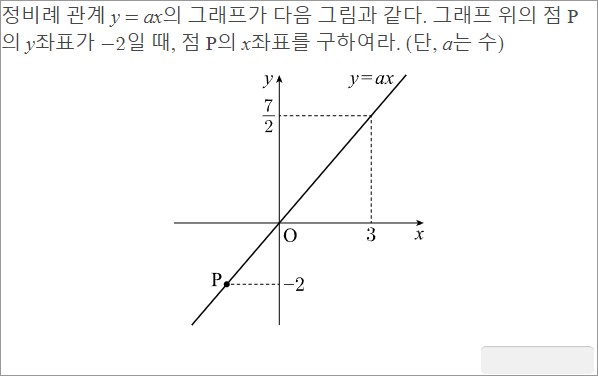 정비례 관계 y = ax의 그래프가 다음 그림과 같다. 그래프 위의 점 P
의 y좌표가 −2일 때, 점 P의 x좌표를 구하여라. (단, a는 수)
y
y=ax
7
2
O
3
x
P
−2